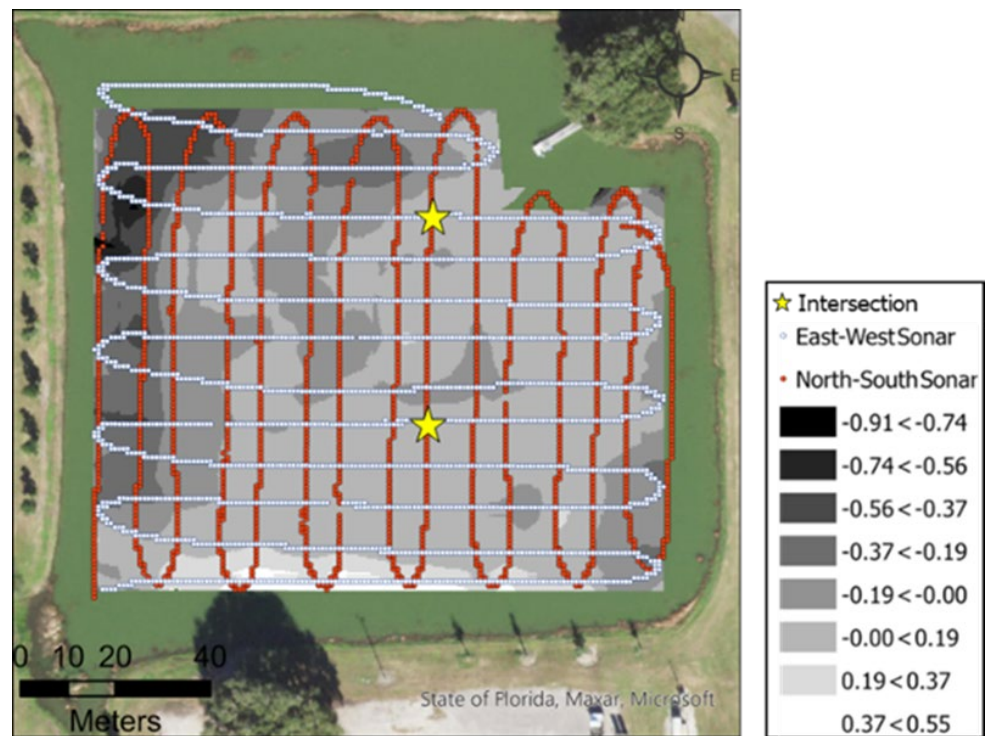 E
S
0 10 20 40
Meters
State of Florida, Maxar, Microsoft
Intersection
East-West Sonar
North-South Sonar
-0.91 < -0.74
-0.74 < -0.56
-0.56 < -0.37
-0.37 < -0.19
-0.19 < -0.00
-0.00 < 0.19
0.19 < 0.37
0.37 < 0.55